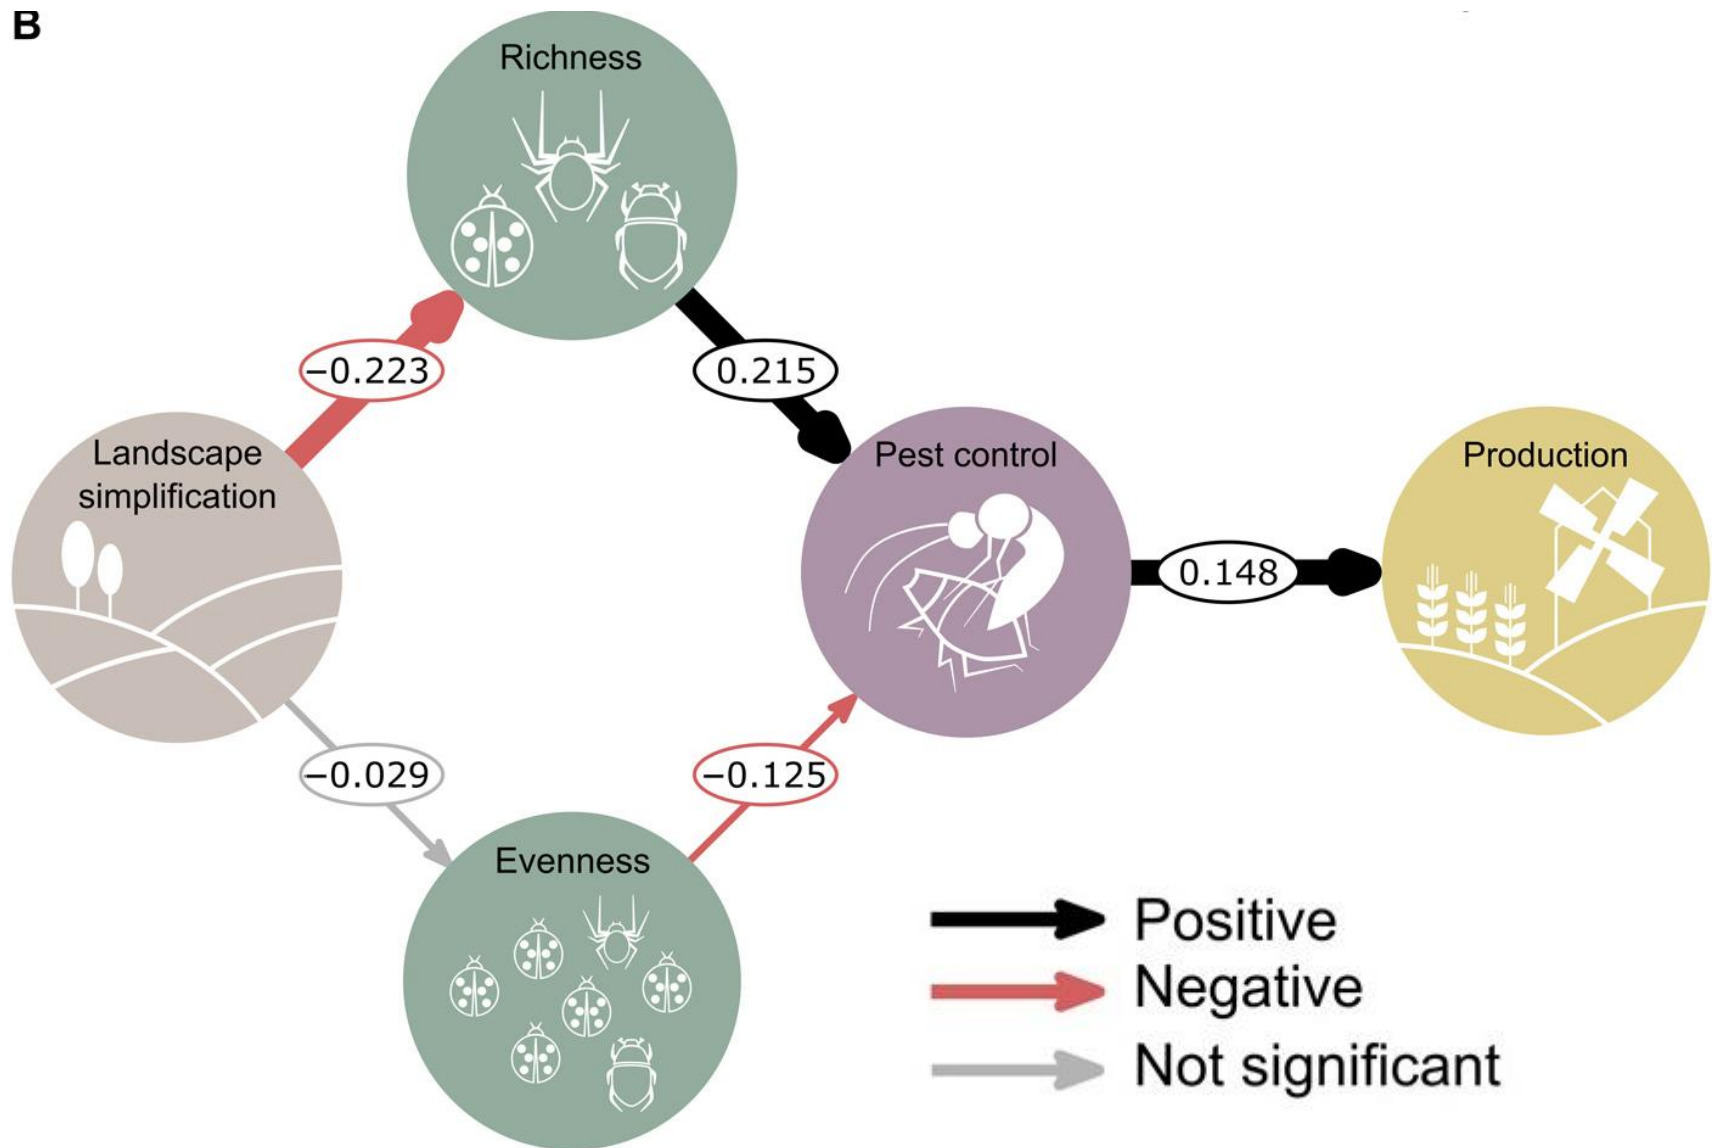 B
Richness
−0.223
0.215
Landscape
simplification
Pest control
Production
0.148
−0.029
−0.125
Evenness
Positive
Negative
Not significant